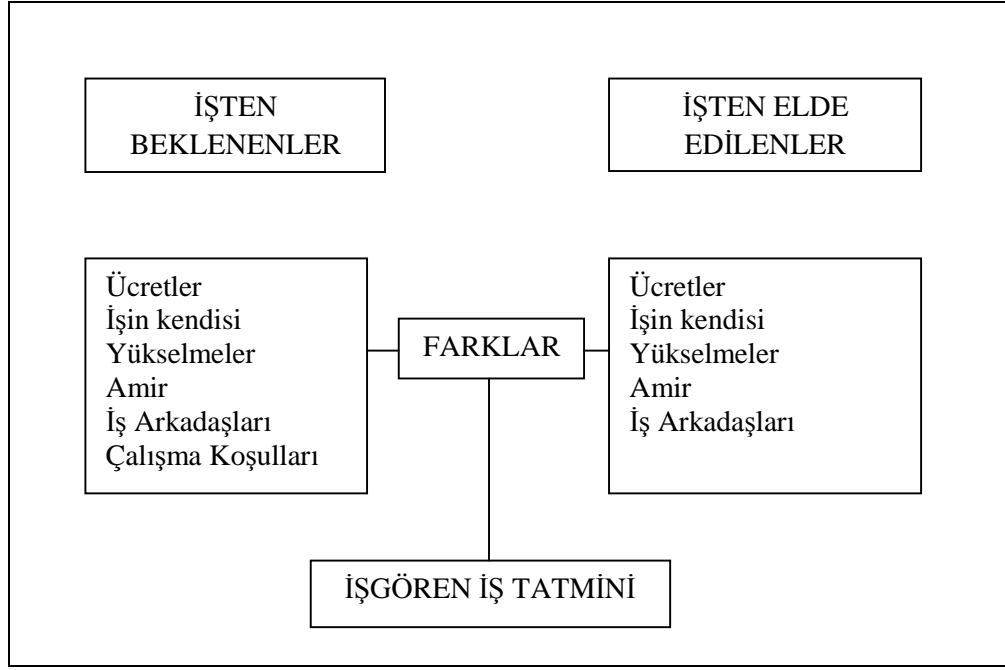 İŞTEN
BEKLENENLER
İŞTEN ELDE
EDİLENLER
Ücretler
İşin kendisi
Yükselmeler
Amir
İş Arkadaşları
Çalışma Koşulları
FARKLAR
Ücretler
İşin kendisi
Yükselmeler
Amir
İş Arkadaşları
İŞGÖREN İŞ TATMİNİ